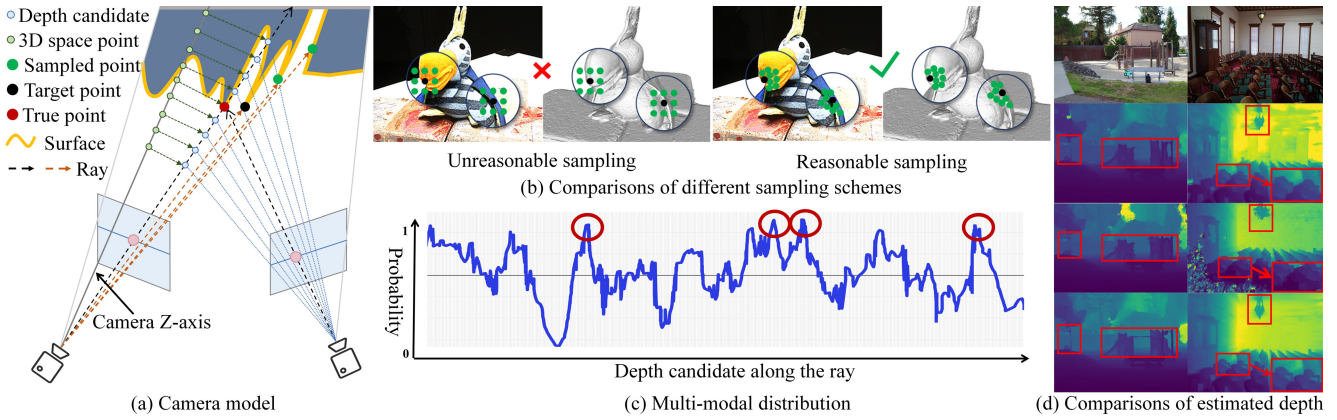 Depth candidate
3D space point
Sampled point
Target point
True point
Surface
Ray
Camera Z-axis
(a) Camera model
Unreasonable sampling
Reasonable sampling
(b) Comparisons of different sampling schemes
1
Probability
0
Depth candidate along the ray
(c) Multi-modal distribution
(d) Comparisons of estimated depth